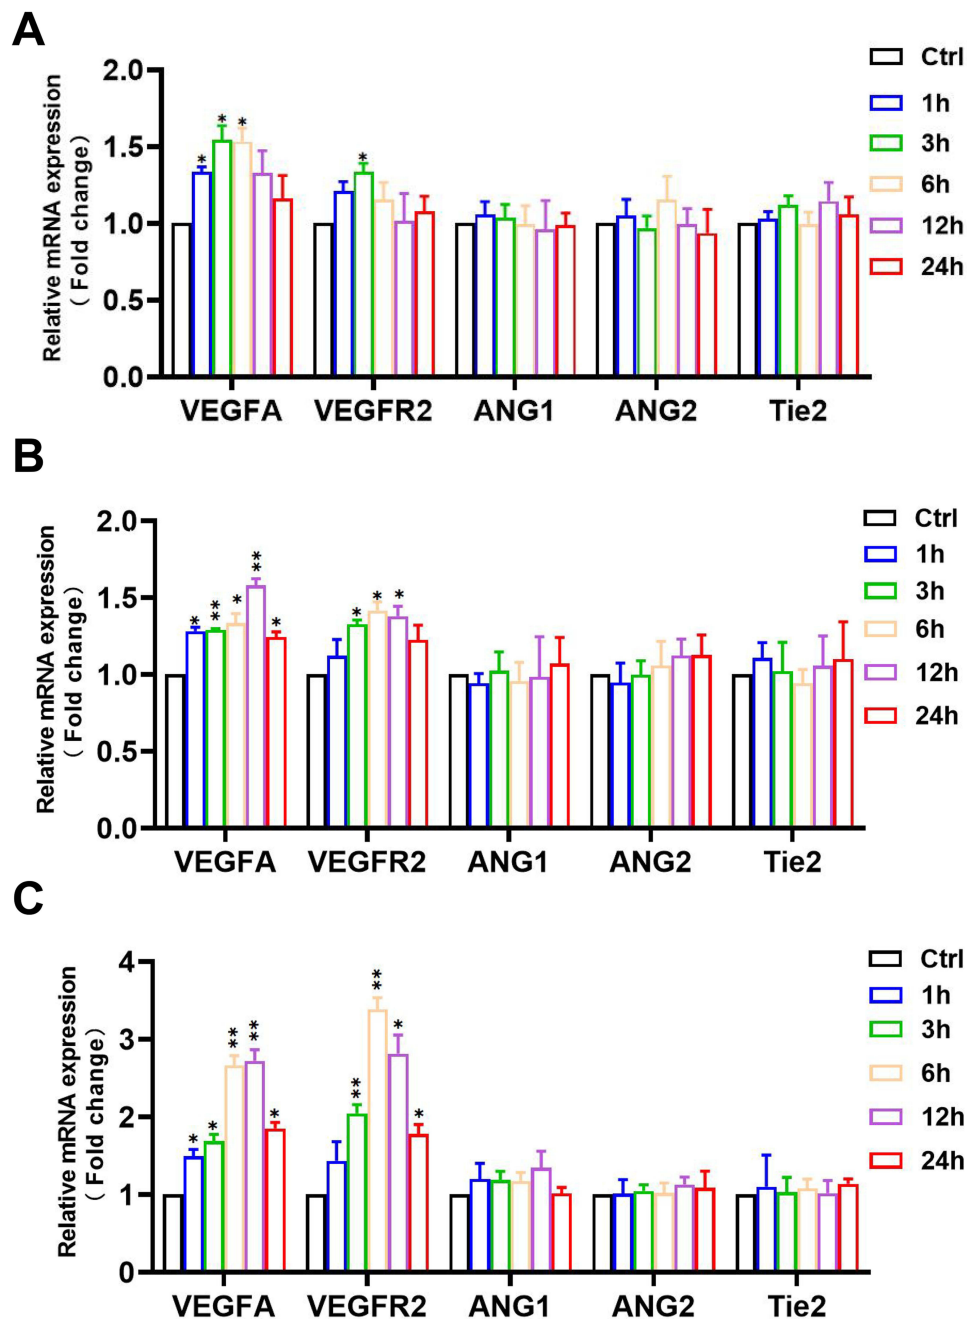 A
Relative mRNA expression
( Fold change)
2.0
1.5
1.0
0.5
0.0
* * *
*
VEGFA VEGFR2 ANG1 ANG2 Tie2
Ctrl
1h
3h
6h
12h
24h
B
Relative mRNA expression
( Fold change)
2.0
1.5
1.0
0.5
0.0
* ** * ** *
* * *
VEGFA VEGFR2 ANG1 ANG2 Tie2
Ctrl
1h
3h
6h
12h
24h
C
Relative mRNA expression
( Fold change)
4
3
2
1
0
* * ** ** *
** ** * *
VEGFA VEGFR2 ANG1 ANG2 Tie2
Ctrl
1h
3h
6h
12h
24h